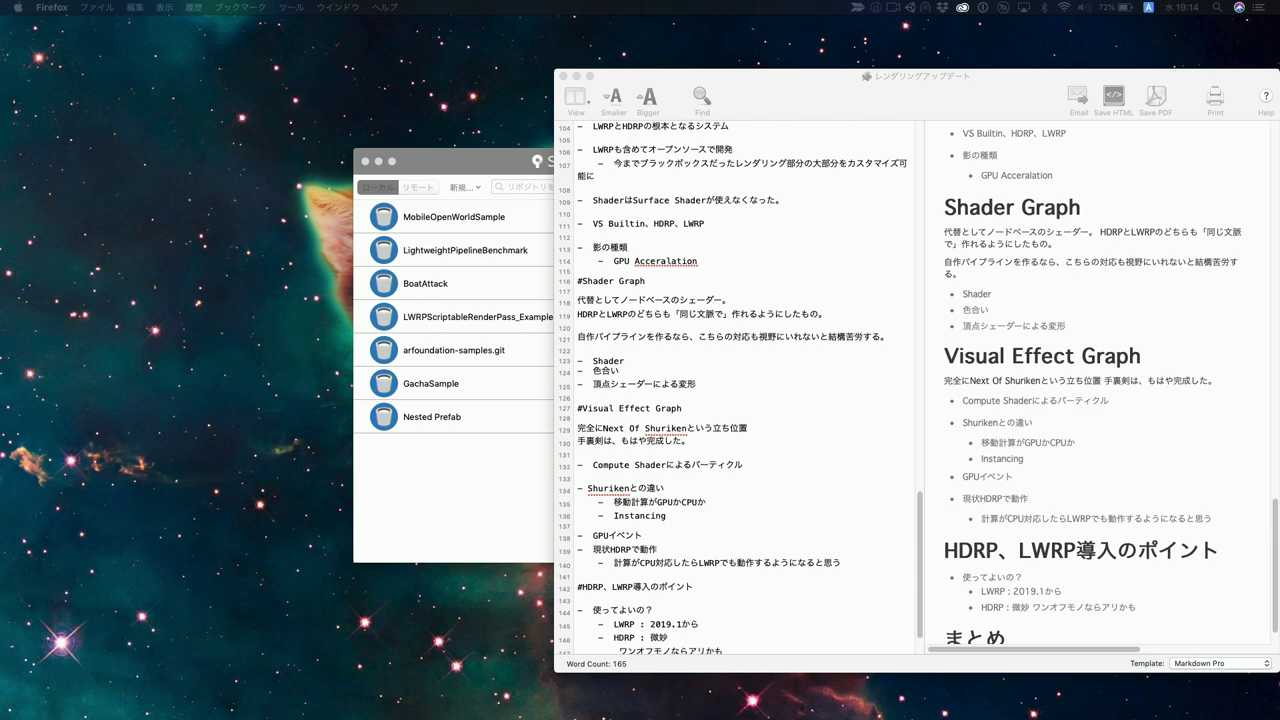 Firefox ファイル 編集 表示 履歴 ブックマーク ツール ウインドウ ヘルプ
72% A 水 19:14
レンダリングアップデート
View Smaller Bigger Find Email Save HTML Save PDF Print Help
ローカル リモート 新規... リポジトリを
MobileOpenWorldSample
LightweightPipelineBenchmark
BoatAttack
LWRPScriptableRenderPass_Example
arfoundation-samples.git
GachaSample
Nested Prefab
104 - LWRPとHDRPの根本となるシステム
105
106 - LWRPも含めてオープンソースで開発
107 - 今までブラックボックスだったレンダリング部分の大部分をカスタマイズ可
能に
108
109 - ShaderはSurface Shaderが使えなくなった。
110
111 - VS Builtin、HDRP、LWRP
112
113 - 影の種類
114 - GPU Acceralation
115
116 #Shader Graph
117
118 代替としてノードベースのシェーダー。
119 HDRPとLWRPのどちらも「同じ文脈で」作れるようにしたもの。
120
121 自作パイプラインを作るなら、こちらの対応も視野にいれないと結構苦労する。
122
123 - Shader
124 - 色合い
125 - 頂点シェーダーによる変形
126
127 #Visual Effect Graph
128
129 完全にNext Of Shurikenという立ち位置
130 手裏剣は、もはや完成した。
131
132 - Compute Shaderによるパーティクル
133
134 - Shurikenとの違い
135 - 移動計算がGPUかCPUか
136 - Instancing
137
138 - GPUイベント
139 - 現状HDRPで動作
140 - 計算がCPU対応したらLWRPでも動作するようになると思う
141
142 #HDRP、LWRP導入のポイント
143
144 - 使ってよいの？
145 - LWRP : 2019.1から
146 - HDRP : 微妙
147 ワンオフモノならアリかも
VS Builtin、HDRP、LWRP
影の種類
GPU Acceralation
Shader Graph
代替としてノードベースのシェーダー。 HDRPとLWRPのどちらも「同じ文脈
で」作れるようにしたもの。
自作パイプラインを作るなら、こちらの対応も視野にいれないと結構苦労す
る。
Shader
色合い
頂点シェーダーによる変形
Visual Effect Graph
完全にNext Of Shurikenという立ち位置 手裏剣は、もはや完成した。
Compute Shaderによるパーティクル
Shurikenとの違い
移動計算がGPUかCPUか
Instancing
GPUイベント
現状HDRPで動作
計算がCPU対応したらLWRPでも動作するようになると思う
HDRP、LWRP導入のポイント
使ってよいの？
LWRP : 2019.1から
HDRP : 微妙 ワンオフモノならアリかも
まとめ
Word Count: 165
Template: Markdown Pro